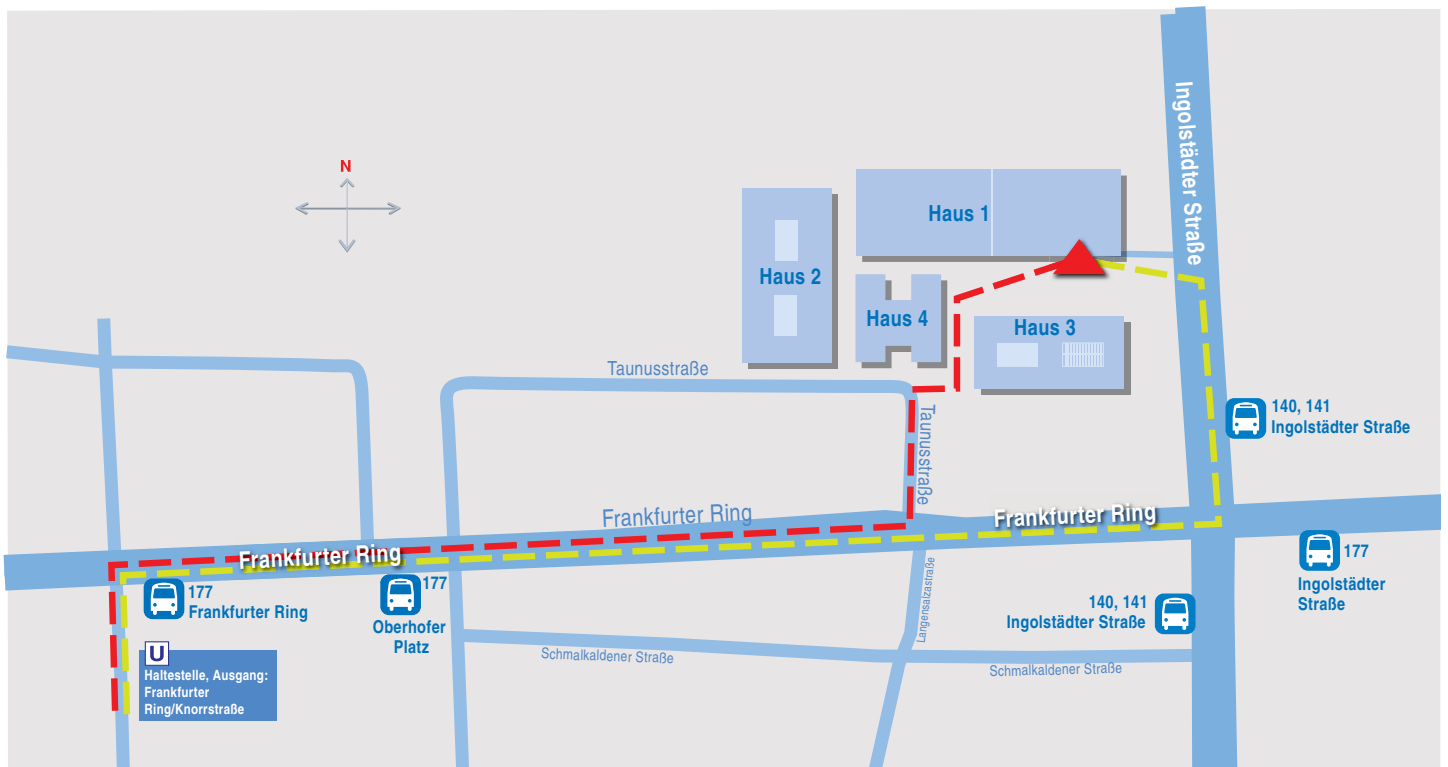 Ingolstädter Straße
N
Haus 1
Haus 2
Haus 4
Haus 3
Taunusstraße
Taunusstraße
140, 141
Ingolstädter Straße
Frankfurter Ring
Frankfurter Ring
Frankfurter Ring
177
Frankfurter Ring
177
Oberhofer
Platz
177
Ingolstädter
Straße
140, 141
Ingolstädter Straße
Langensalzastraße
Schmalkaldener Straße
Schmalkaldener Straße
U
Haltestelle, Ausgang:
Frankfurter
Ring/Knorrstraße